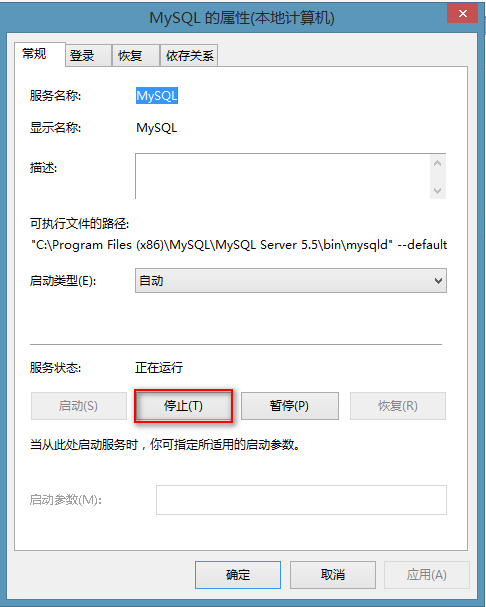 MySQL 的属性(本地计算机)
常规 登录 恢复 依存关系
服务名称: MySQL
显示名称: MySQL
描述:
可执行文件的路径:
"C:\Program Files (x86)\MySQL\MySQL Server 5.5\bin\mysqld" --default
启动类型(E): 自动
服务状态: 正在运行
启动(S) 停止(T) 暂停(P) 恢复(R)
当从此处启动服务时，你可指定所适用的启动参数。
启动参数(M):
确定 取消 应用(A)